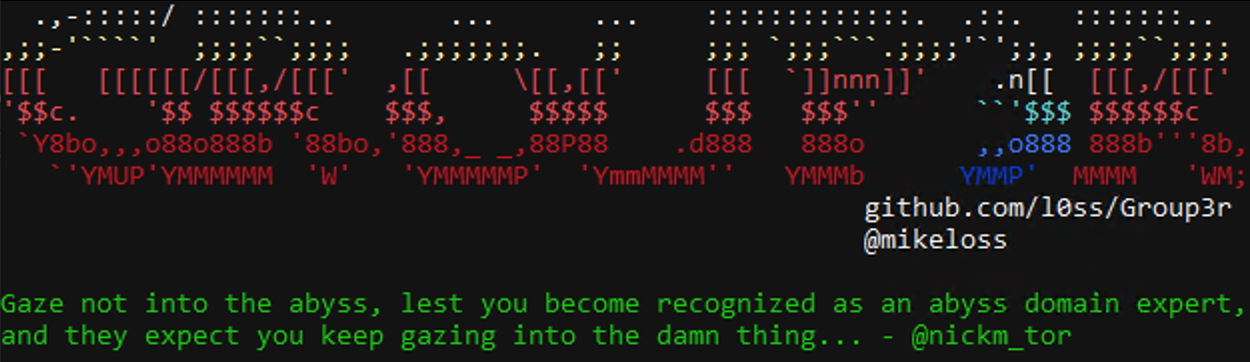 .,-:::::/ :::::::..        ...      ...     ::::::::::::::.  .::.   :::::::..
,;;-'````'  ;;;;``;;;;    .;;;;;;;.   ;;      ;;; `;;;```.;;;;'`';;, ;;;;``;;;;
[[[   [[[[[[/[[[,/[[['  ,[[     \[[,[['      [[[  `]]nnn]]'    .n[[  [[[,/[[['
'$$c.     '$$ $$$$$$c    $$$,     $$$$$      $$$   $$$''      ``'$$$ $$$$$$c
 `Y8bo,,,o88o888b '88bo,'888,_ _,88P88    .d888   888o       ,,o888 888b'''8b,
   `'YMUP'YMMMMMM  'W'   'YMMMMMP'  'YmmMMMM''   YMMMb      YMMP'  MMMM   'WM;
github.com/l0ss/Group3r
@mikeloss
Gaze not into the abyss, lest you become recognized as an abyss domain expert,
and they expect you keep gazing into the damn thing... - @nickm_tor